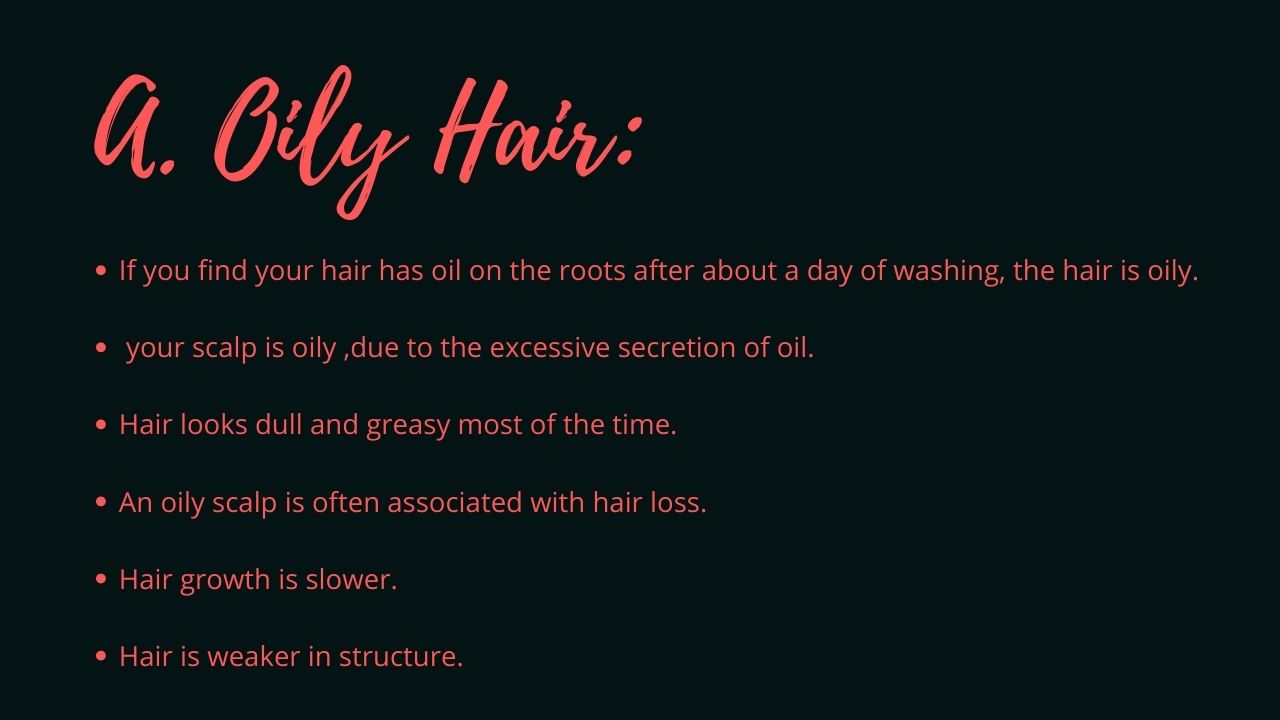 A. Oily Hair:
• If you find your hair has oil on the roots after about a day of washing, the hair is oily.
• your scalp is oily ,due to the excessive secretion of oil.
• Hair looks dull and greasy most of the time.
• An oily scalp is often associated with hair loss.
• Hair growth is slower.
• Hair is weaker in structure.